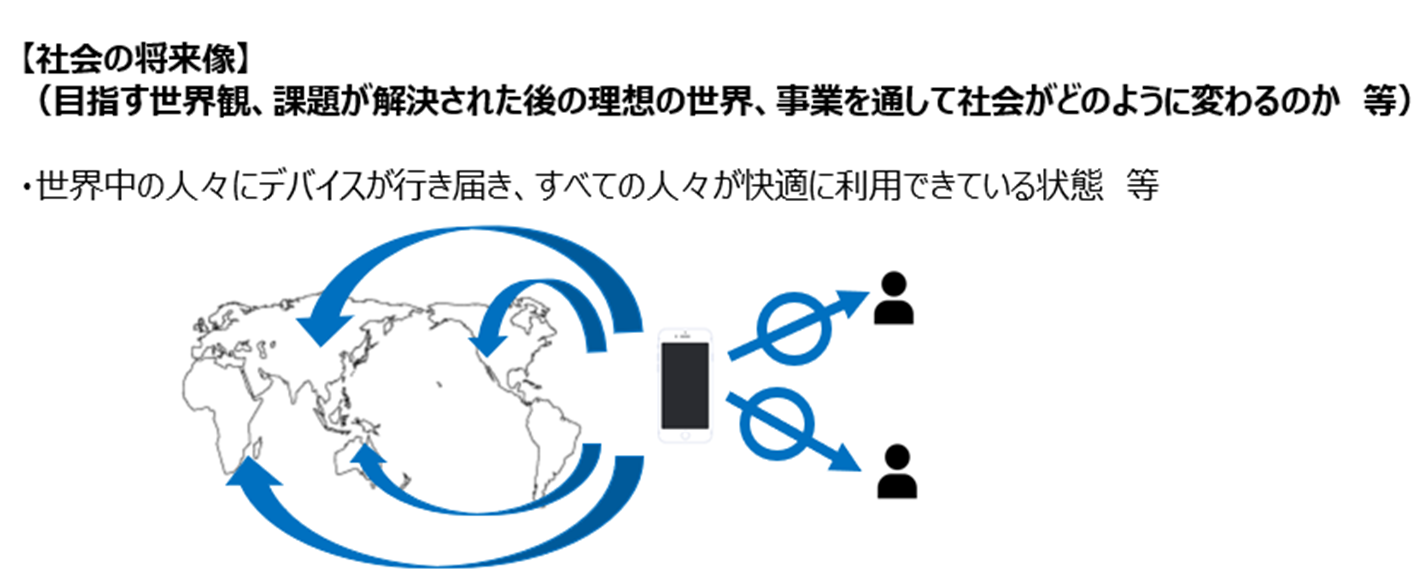 【社会の将来像】
（目指す世界観、課題が解決された後の理想の世界、事業を通して社会がどのように変わるのか　等）
・世界中の人々にデバイスが行き届き、すべての人々が快適に利用できている状態　等